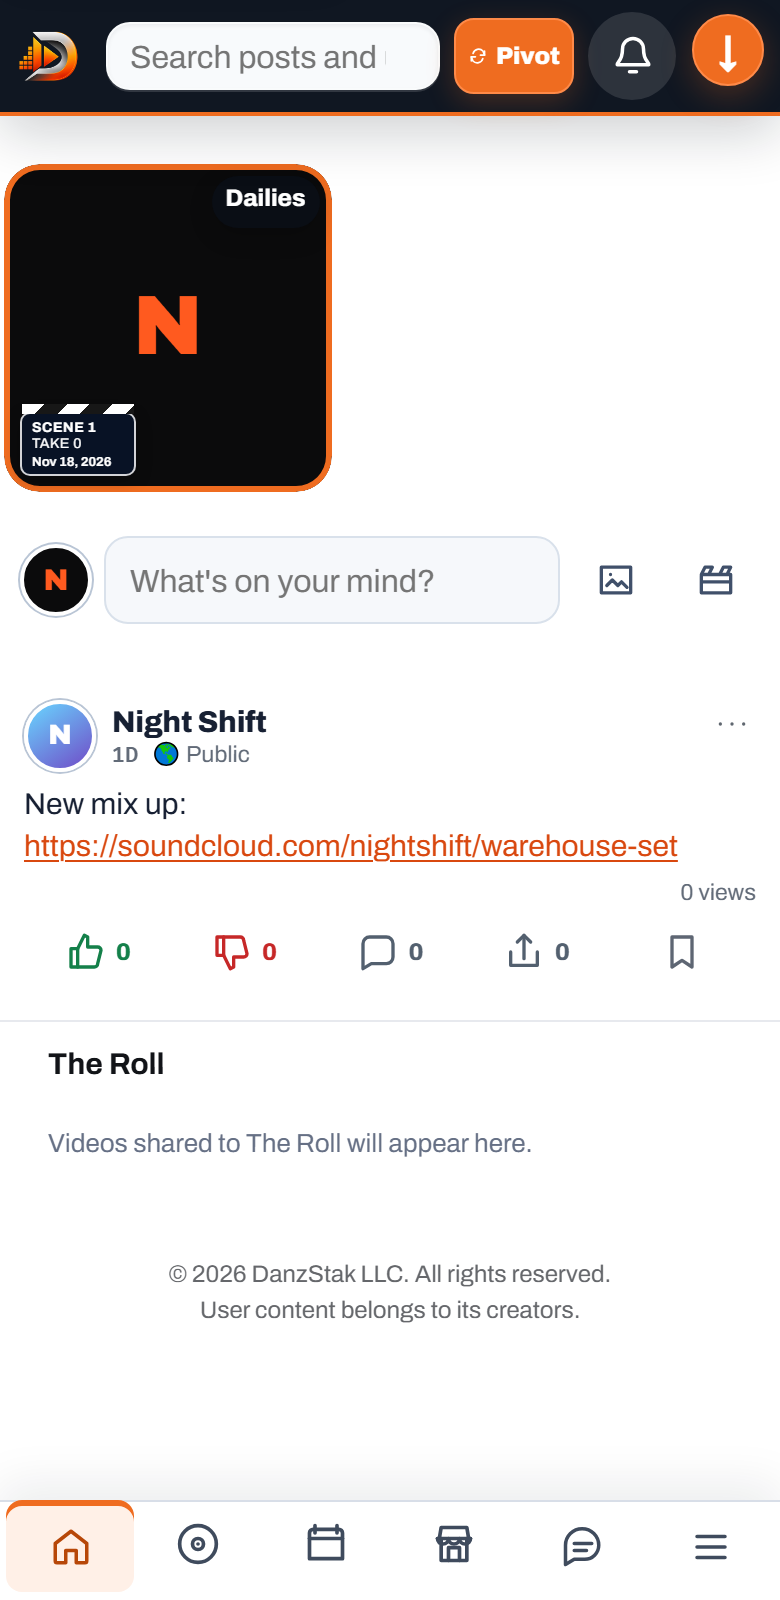 Search posts and
Pivot
Dailies
N
SCENE 1
TAKE 0
Nov 18, 2026
N
What's on your mind?
N
Night Shift
1D 🌎 Public
New mix up:
https://soundcloud.com/nightshift/warehouse-set
0 views
0 0 0 0
The Roll
Videos shared to The Roll will appear here.
© 2026 DanzStak LLC. All rights reserved.
User content belongs to its creators.